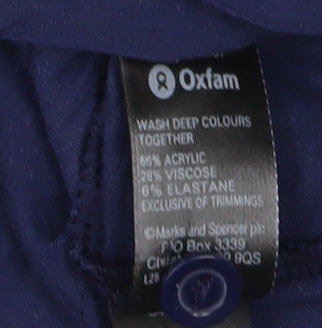 Oxfam
WASH DEEP COLOURS
TOGETHER
66% ACRYLIC
28% VISCOSE
6% ELASTANE
EXCLUSIVE OF TRIMMINGS
©Marks and Spencer plc
PO Box 3339
9QS